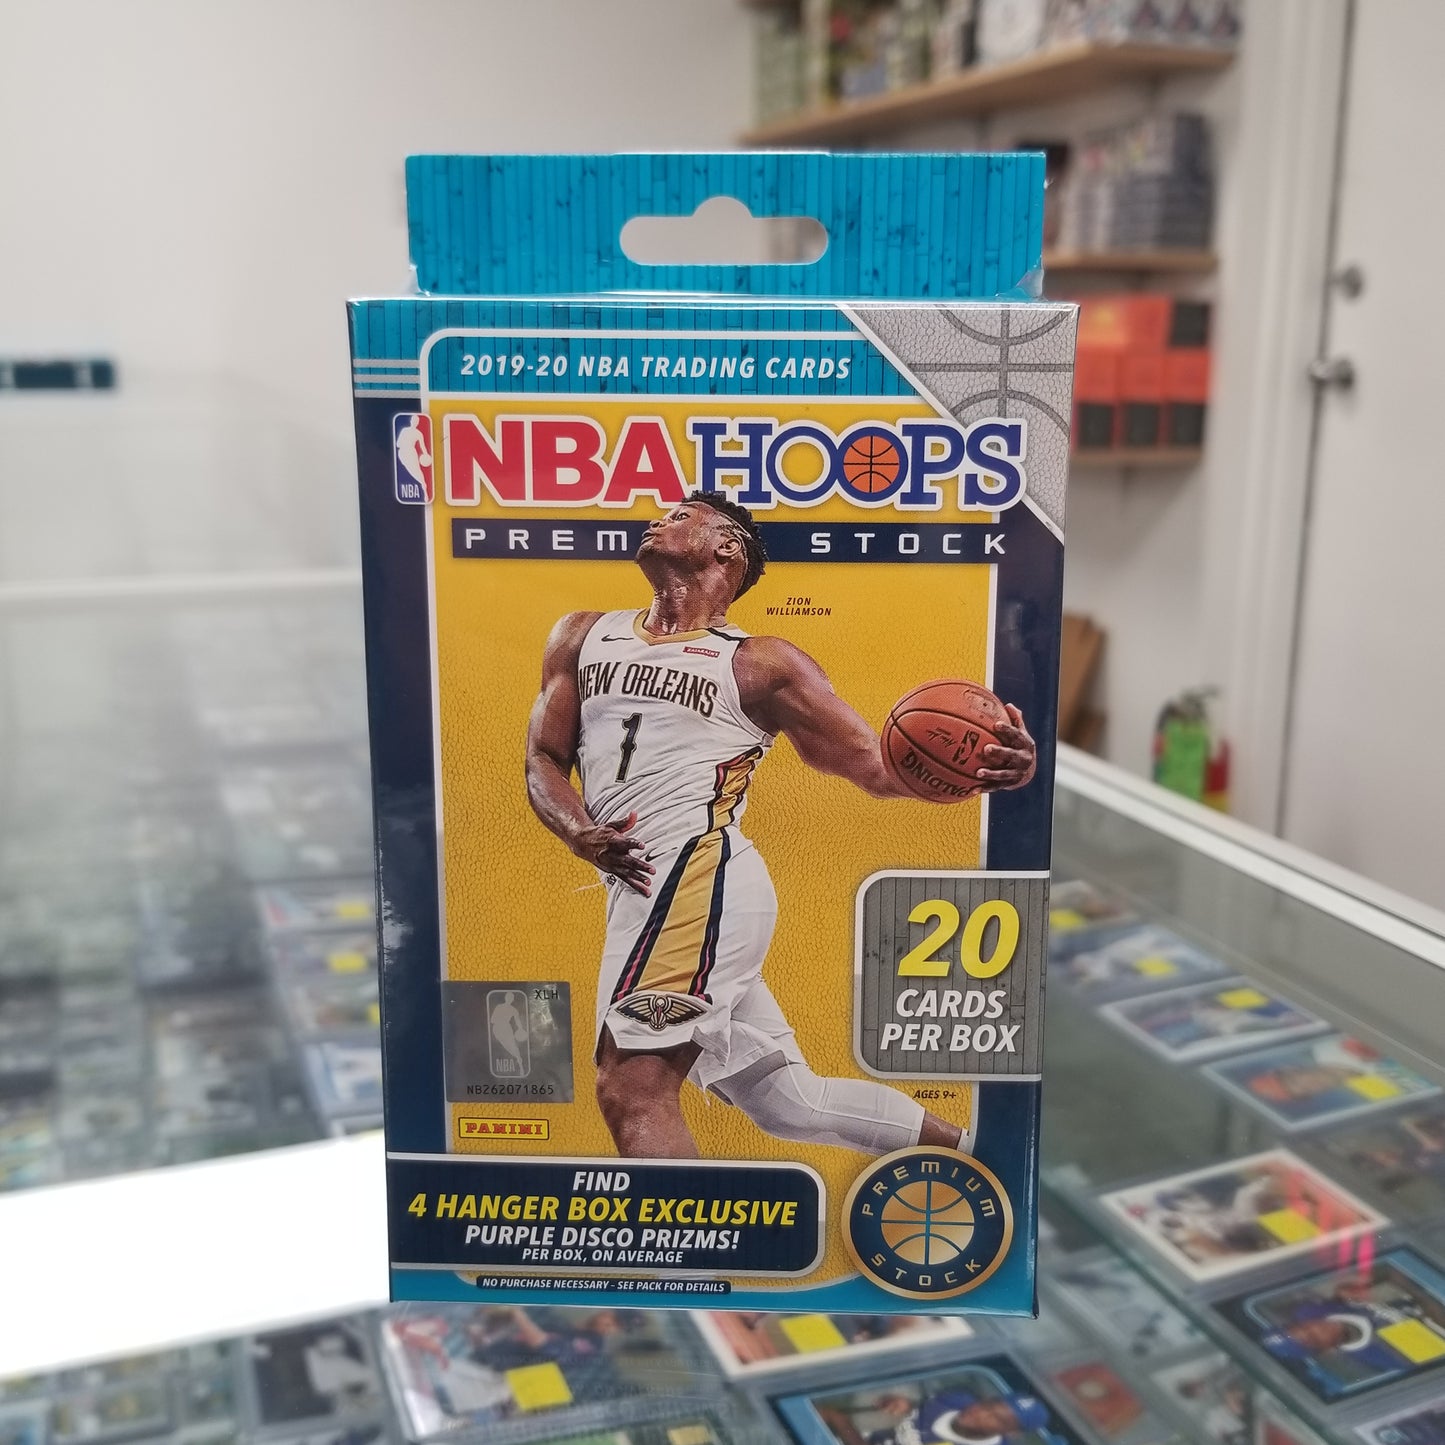 2019-20 NBA TRADING CARDS
NBA
NBA HOOPS
PREM STOCK
ZION
WILLIAMSON
NEW ORLEANS
1
SPALDING
20
CARDS
PER BOX
XLH
NBA
NB262071865
AGES 9+
PANINI
FIND
4 HANGER BOX EXCLUSIVE
PURPLE DISCO PRIZMS!
PER BOX, ON AVERAGE
PREMIUM
STOCK
NO PURCHASE NECESSARY - SEE PACK FOR DETAILS